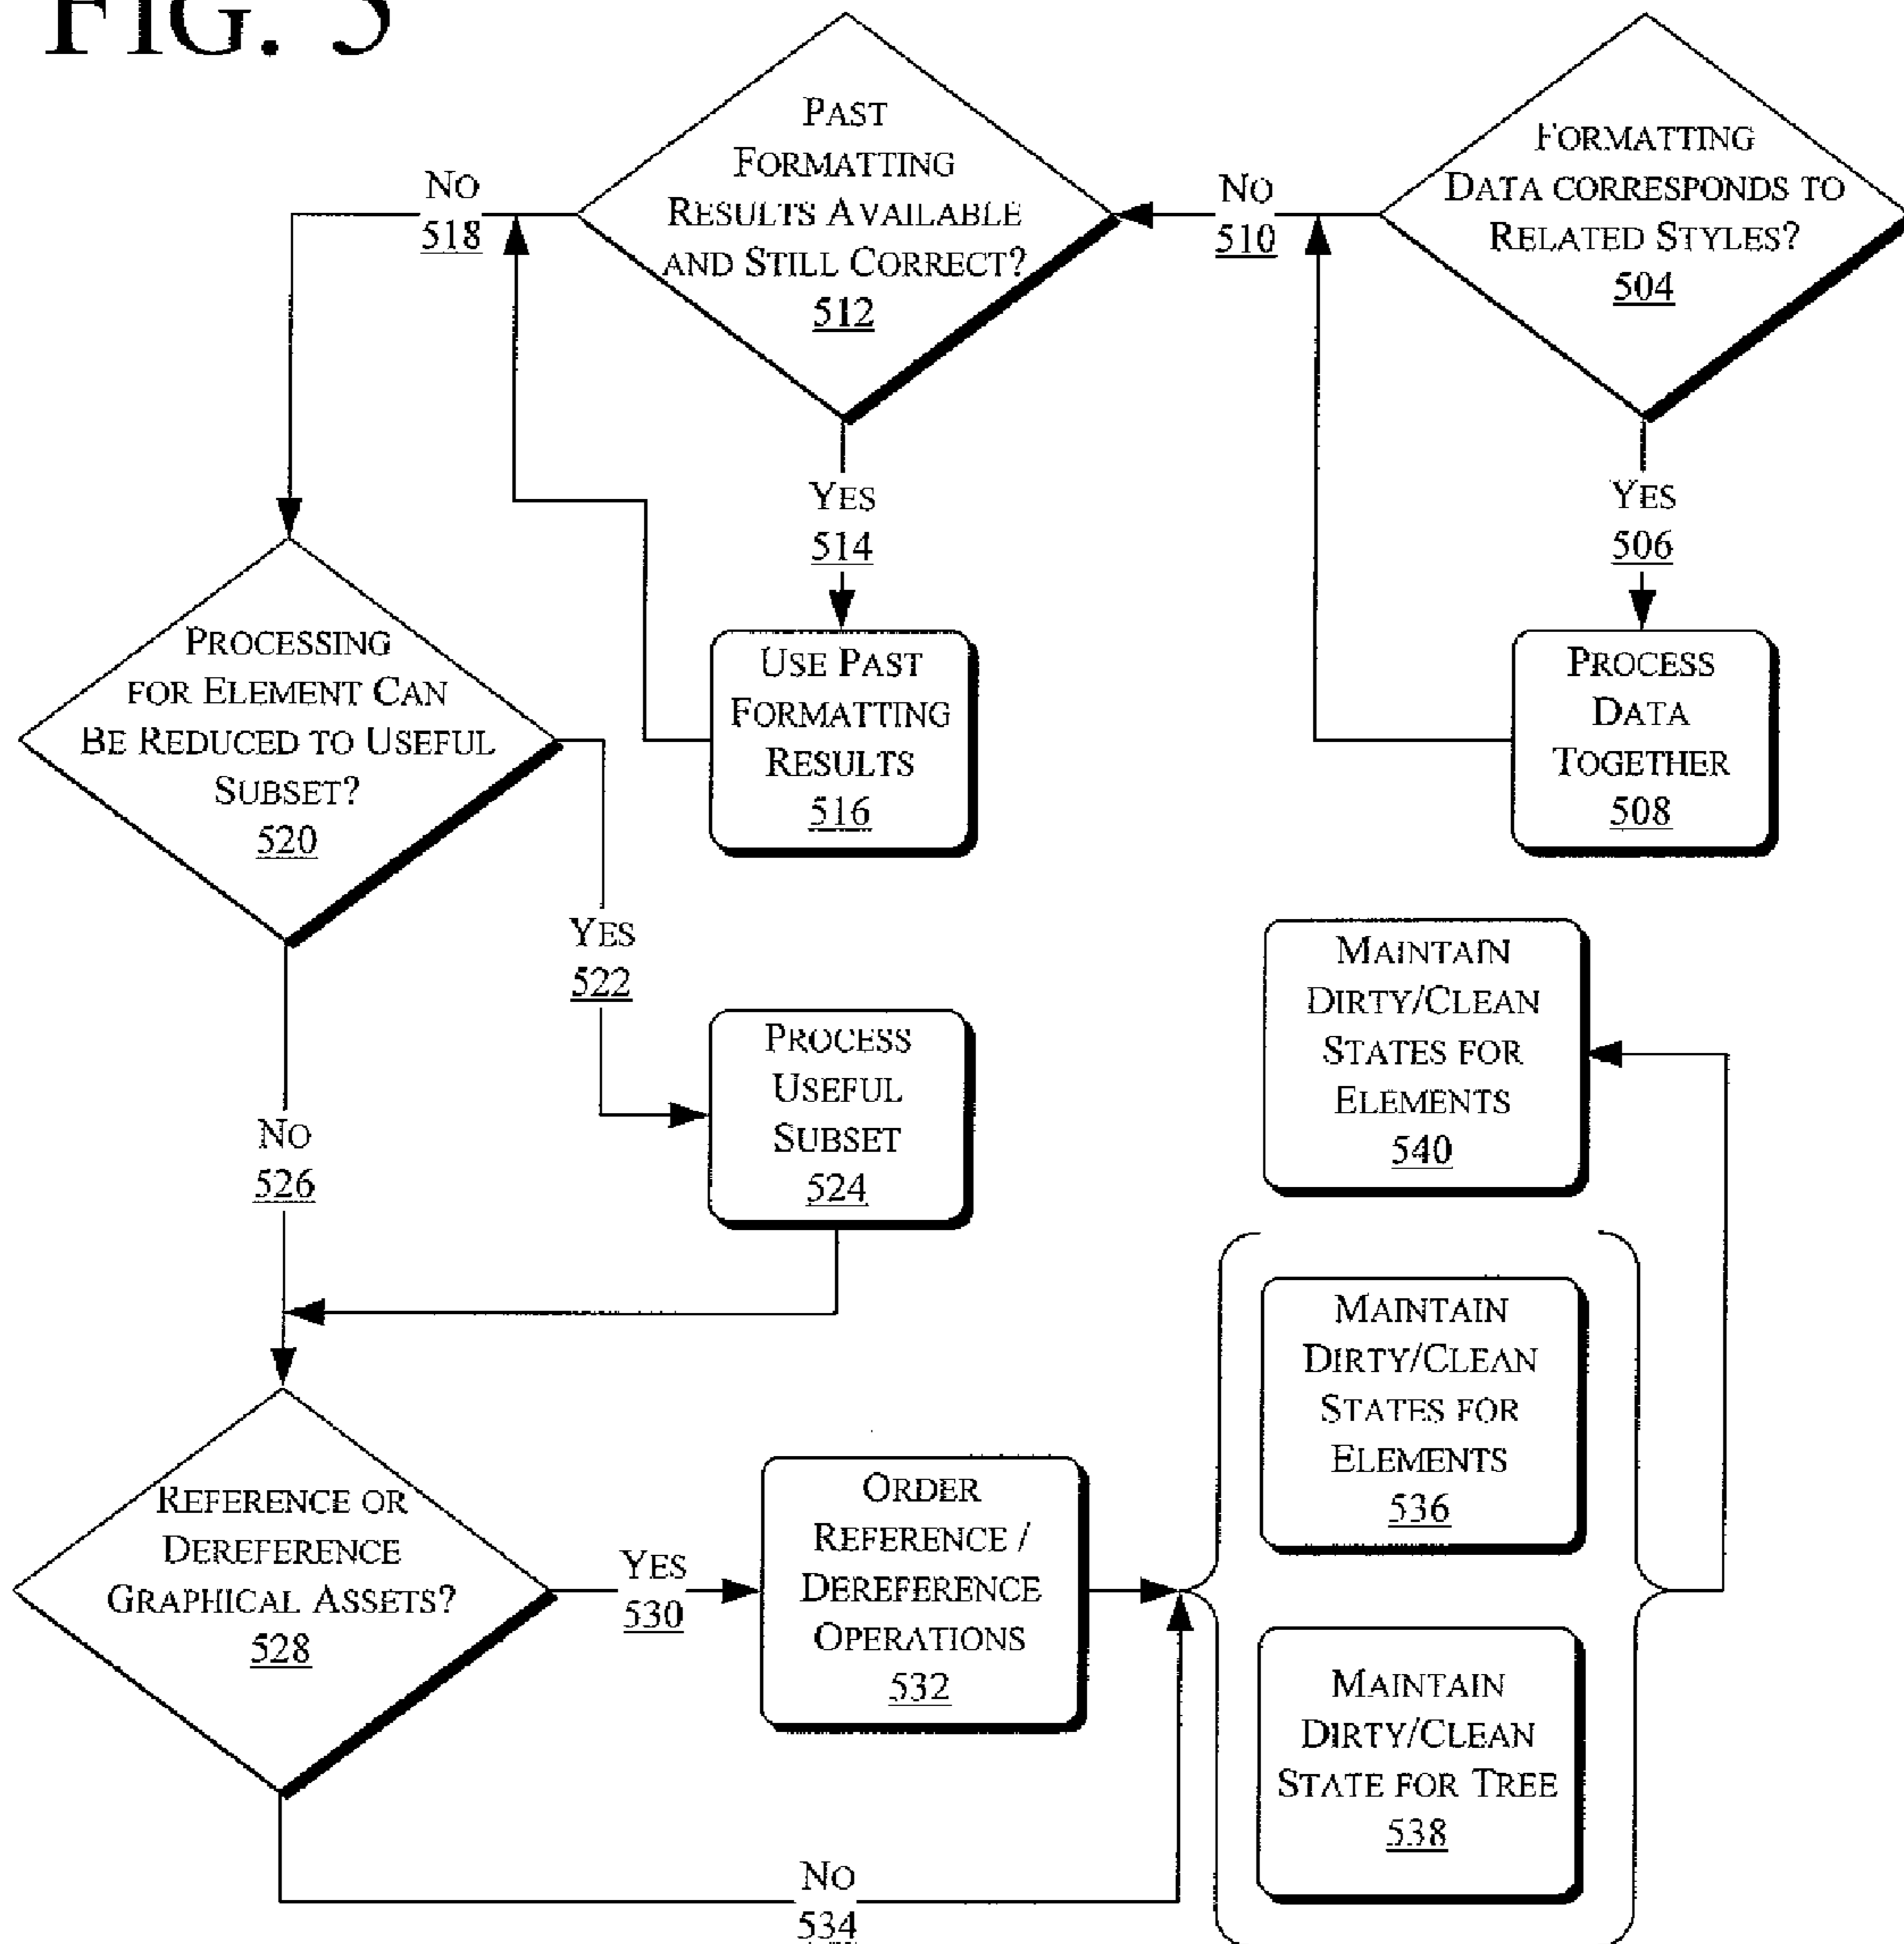 FIG. 5
FORMATTING
DATA CORRESPONDS TO
RELATED STYLES?
504
YES
506
PROCESS
DATA
TOGETHER
508
NO
510
PAST
FORMATTING
RESULTS AVAILABLE
AND STILL CORRECT?
512
YES
514
USE PAST
FORMATTING
RESULTS
516
NO
518
PROCESSING
FOR ELEMENT CAN
BE REDUCED TO USEFUL
SUBSET?
520
YES
522
PROCESS
USEFUL
SUBSET
524
NO
526
REFERENCE OR
DEREFERENCE
GRAPHICAL ASSETS?
528
YES
530
ORDER
REFERENCE /
DEREFERENCE
OPERATIONS
532
NO
534
MAINTAIN
DIRTY/CLEAN
STATES FOR
ELEMENTS
536
MAINTAIN
DIRTY/CLEAN
STATE FOR TREE
538
MAINTAIN
DIRTY/CLEAN
STATES FOR
ELEMENTS
540